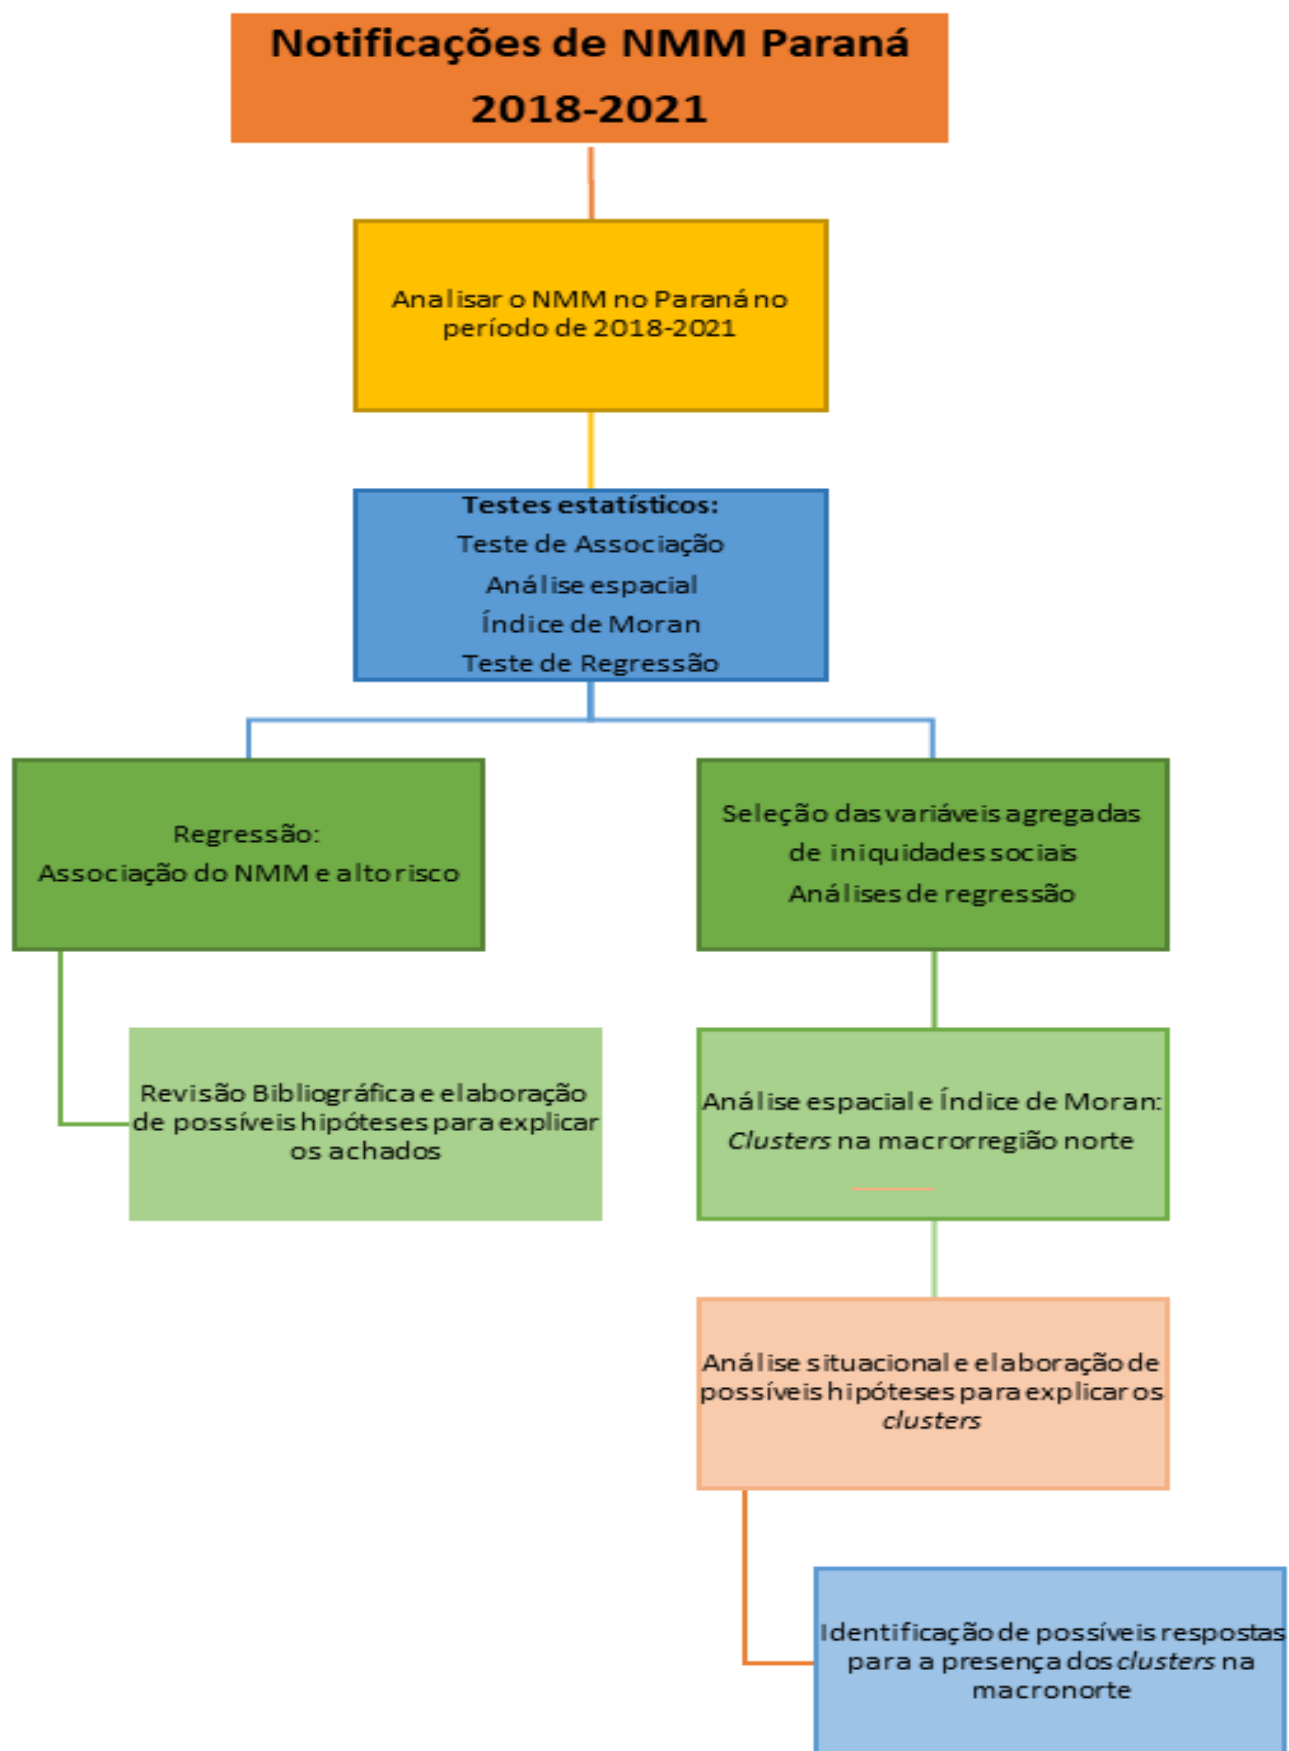 Notificações de NMM Paraná
2018-2021
Analisar o NMM no Paraná no
período de 2018-2021
Testes estatísticos:
Teste de Associação
Análise espacial
Índice de Moran
Teste de Regressão
Regressão:
Associação do NMM e alto risco
Seleção das variáveis agregadas
de iniquidades sociais
Análises de regressão
Revisão Bibliográfica e elaboração
de possíveis hipóteses para explicar
os achados
Análise espacial e Índice de Moran:
Clusters na macrorregião norte
Análise situacional e elaboração de
possíveis hipóteses para explicar os
clusters
Identificação de possíveis respostas
para a presença dos clusters na
macronorte